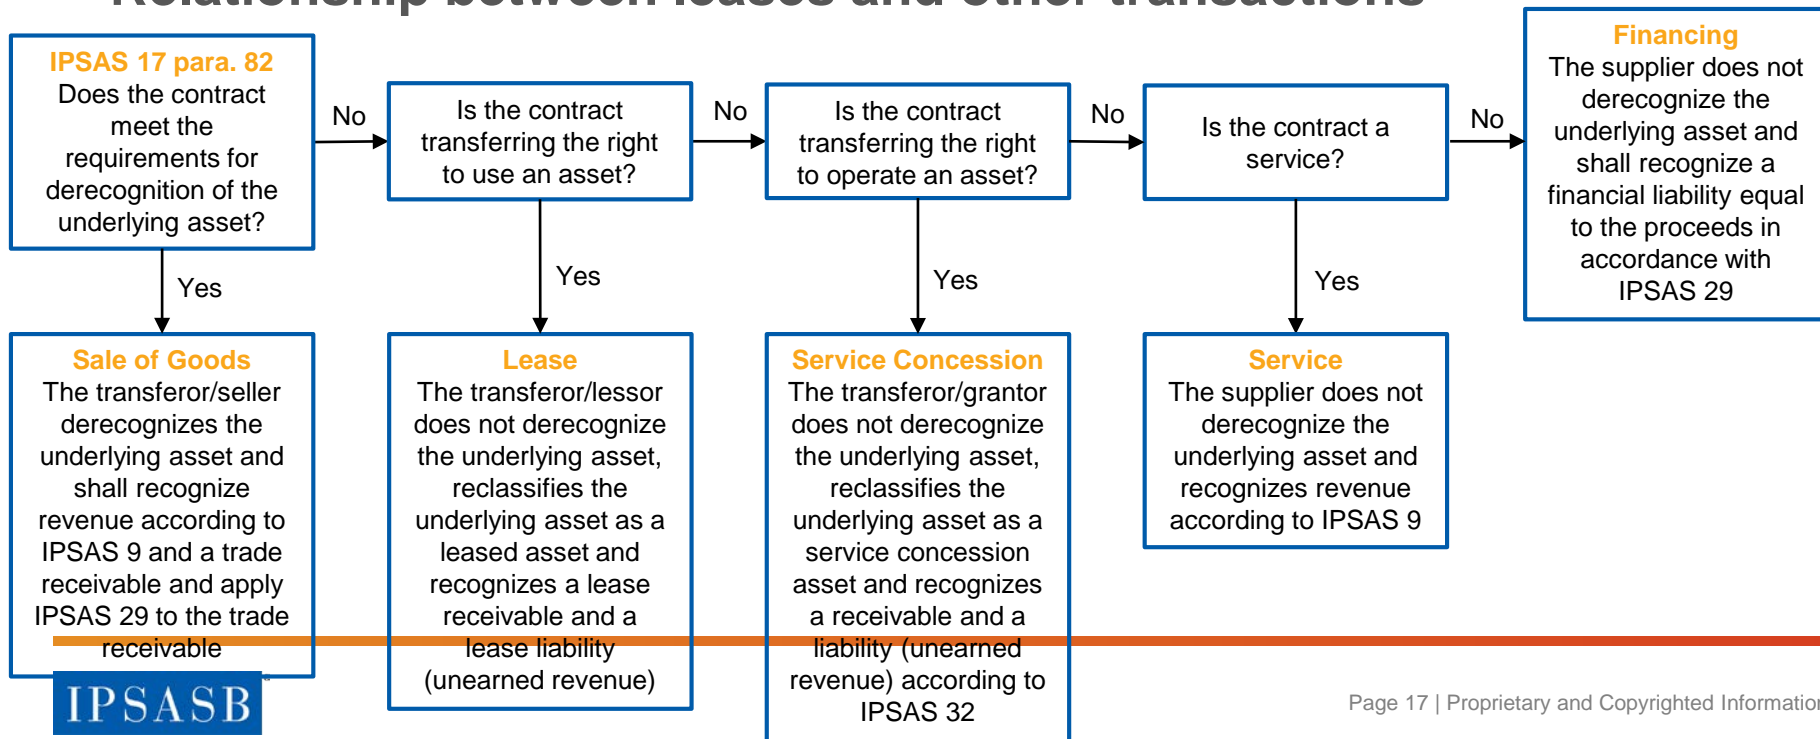 Relationship between leases and other transactions
IPSAS 17 para. 82
Does the contract
meet the
requirements for
derecognition of the
underlying asset?
No
Is the contract
transferring the right
to use an asset?
No
Is the contract
transferring the right
to operate an asset?
No
Is the contract a
service?
No
Financing
The supplier does not
derecognize the
underlying asset and
shall recognize a
financial liability equal
to the proceeds in
accordance with
IPSAS 29
Yes
Yes
Yes
Yes
Sale of Goods
The transferor/seller
derecognizes the
underlying asset and
shall recognize
revenue according to
IPSAS 9 and a trade
receivable and apply
IPSAS 29 to the trade
receivable
Lease
The transferor/lessor
does not derecognize
the underlying asset,
reclassifies the
underlying asset as a
leased asset and
recognizes a lease
receivable and a
lease liability
(unearned revenue)
Service Concession
The transferor/grantor
does not derecognize
the underlying asset,
reclassifies the
underlying asset as a
service concession
asset and recognizes
a receivable and a
liability (unearned
revenue) according to
IPSAS 32
Service
The supplier does not
derecognize the
underlying asset and
recognizes revenue
according to IPSAS 9
IPSASB
Page 17 | Proprietary and Copyrighted Information